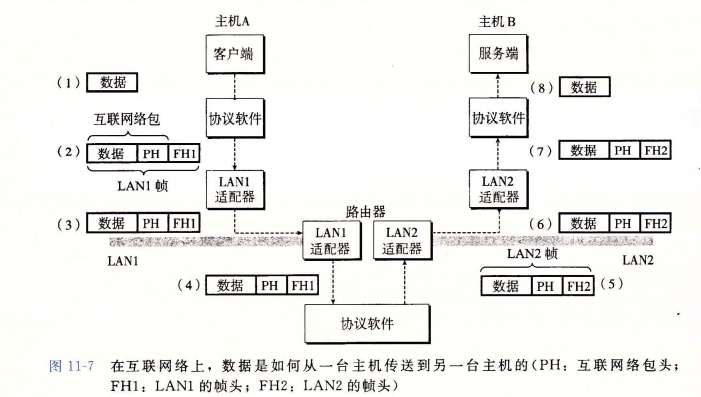 主机A
主机B
客户端
服务端
(1) 数据
(8) 数据
互联网络包
协议软件
协议软件
(2) 数据 PH FH1
(7) 数据 PH FH2
LAN1 帧
LAN1
适配器
LAN2
适配器
路由器
(3) 数据 PH FH1
LAN1
适配器
LAN2
适配器
(6) 数据 PH FH2
LAN1
LAN2 帧
LAN2
(4) 数据 PH FH1
数据 PH FH2 (5)
协议软件
图 11-7 在互联网络上，数据是如何从一台主机传送到另一台主机的(PH：互联网络包头；
FH1：LAN1 的帧头；FH2：LAN2 的帧头)